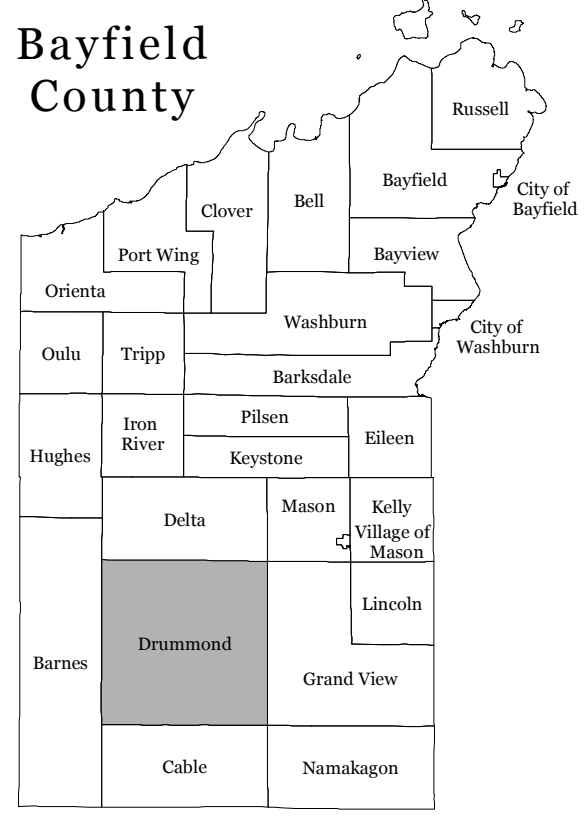 Bayfield
County
Russell
Bayfield
City of
Bayfield
Bell
Clover
Bayview
Port Wing
Orienta
Washburn
City of
Washburn
Oulu
Tripp
Barksdale
Pilsen
Iron
River
Eileen
Hughes
Keystone
Mason
Kelly
Delta
Village of
Mason
Lincoln
Drummond
Barnes
Grand View
Cable
Namakagon